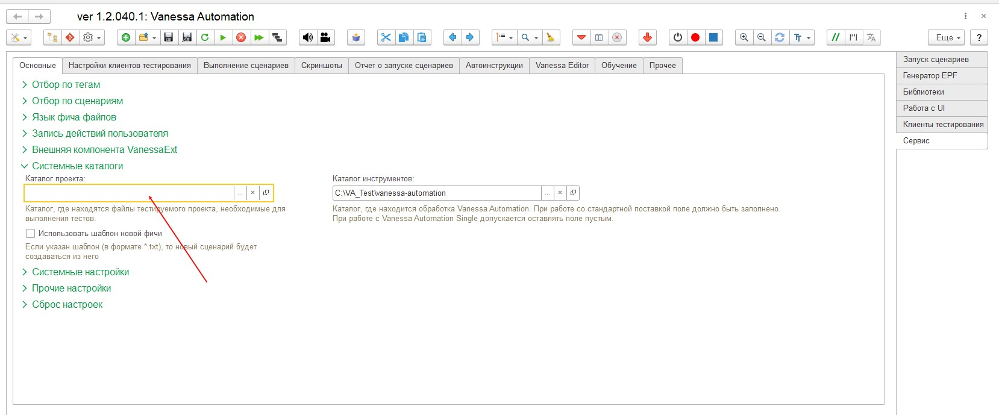 ver 1.2.040.1: Vanessa Automation
Еще
?
Основные
Настройки клиентов тестирования
Выполнение сценариев
Скриншоты
Отчет о запуске сценариев
Автоинструкции
Vanessa Editor
Обучение
Прочее
Запуск сценариев
Генератор EPF
Библиотеки
Работа с UI
Клиенты тестирования
Сервис
Отбор по тегам
Отбор по сценариям
Язык фича файлов
Запись действий пользователя
Внешняя компонента VanessaExt
Системные каталоги
Каталог проекта:
...
Каталог, где находятся файлы тестируемого проекта, необходимые для
выполнения тестов.
Использовать шаблон новой фичи
Если указан шаблон (в формате *.txt), то новый сценарий будет
создаваться из него
Каталог инструментов:
C:\VA_Test\vanessa-automation
...
Каталог, где находится обработка Vanessa Automation. При работе со стандартной поставкой поле должно быть заполнено.
При работе с Vanessa Automation Single допускается оставлять поле пустым.
Системные настройки
Прочие настройки
Сброс настроек